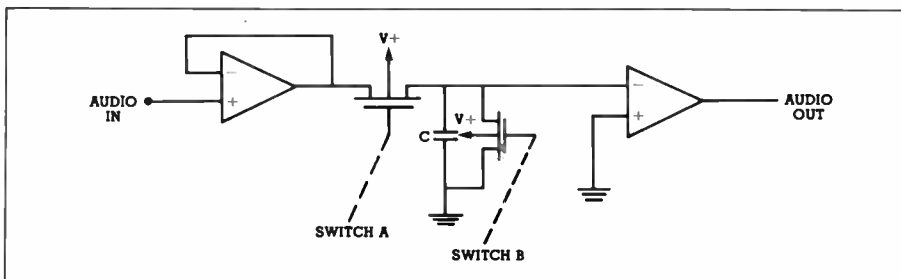 V+
−
+
AUDIO
IN
SWITCH A
C
V+
SWITCH B
−
+
AUDIO
OUT